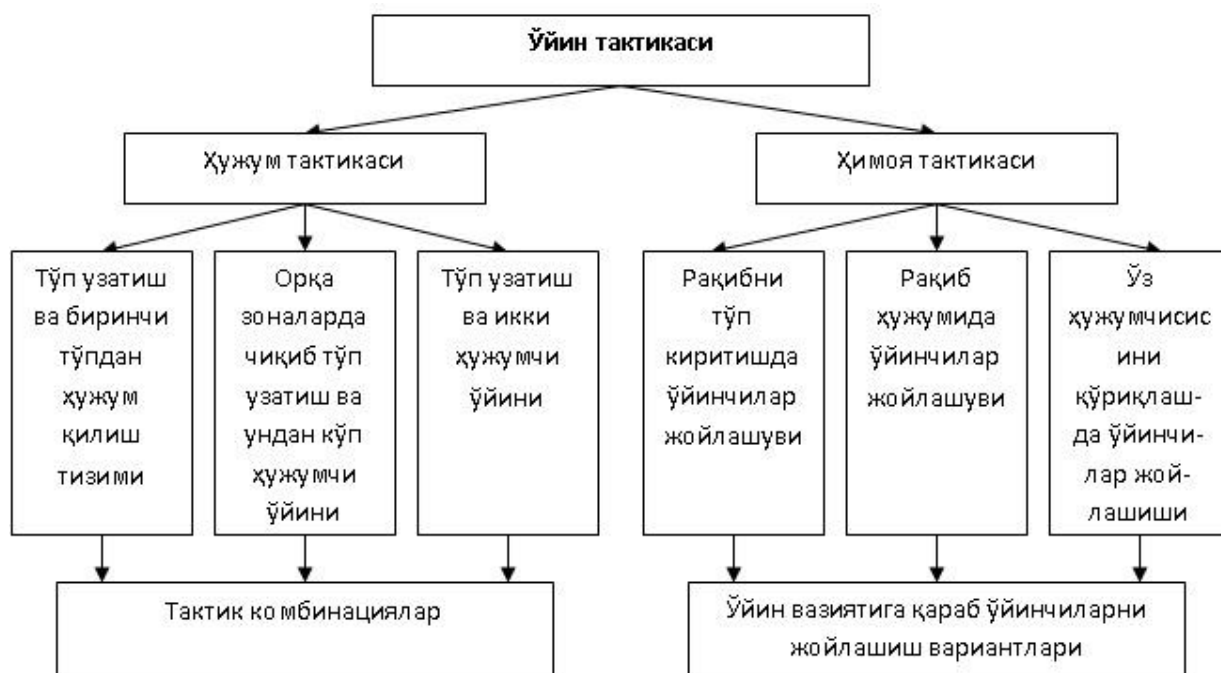 Ўйин тактикаси
Ҳужум тактикаси
Ҳимоя тактикаси
Тўп узатиш
ва биринчи
тўпдан
ҳужум
қилиш
тизими
Орқа
зоналарда
чиқиб тўп
узатиш ва
ундан кўп
ҳужумчи
ўйини
Тўп узатиш
ва икки
ҳужумчи
ўйини
Рақибни
тўп
киритишда
ўйинчилар
жойлашуви
Рақиб
ҳужумида
ўйинчилар
жойлашуви
Ўз
ҳужумчисис
ини
қўриқлаш-
да ўйинчи-
лар жой-
лашиши
Тактик комбинациялар
Ўйин вазиятига қараб ўйинчиларни
жойлашиш вариантлари